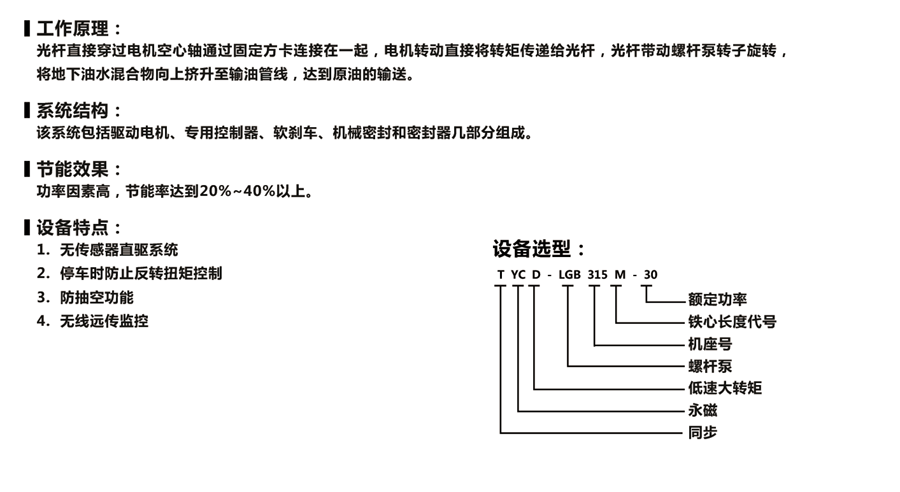 工作原理：
光杆直接穿过电机空心轴通过固定方卡连接在一起，电机转动直接将转矩传递给光杆，光杆带动螺杆泵转子旋转，
将地下油水混合物向上挤升至输油管线，达到原油的输送。
系统结构：
该系统包括驱动电机、专用控制器、软刹车、机械密封和密封器几部分组成。
节能效果：
功率因素高，节能率达到20%~40%以上。
设备特点：
1. 无传感器直驱系统
2. 停车时防止反转扭矩控制
3. 防抽空功能
4. 无线远传监控
设备选型：
T YC D - LGB 315 M - 30
额定功率
铁心长度代号
机座号
螺杆泵
低速大转矩
永磁
同步